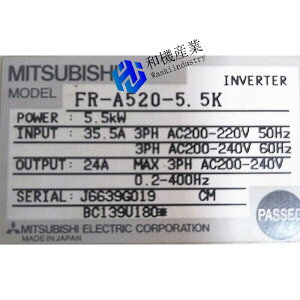 和機産業
Waskiindustry
MITSUBISHI
INVERTER
MODEL FR-A520-5.5K
POWER : 5.5kW
INPUT : 35.5A 3PH AC200-220V 50Hz
3PH AC200-240V 60Hz
OUTPUT: 24A MAX 3PH AC200-240V
0.2-400Hz
SERIAL: J6639G019 CM
BC139U180*
PASSED
MITSUBISHI ELECTRIC CORPORATION
MADE IN JAPAN